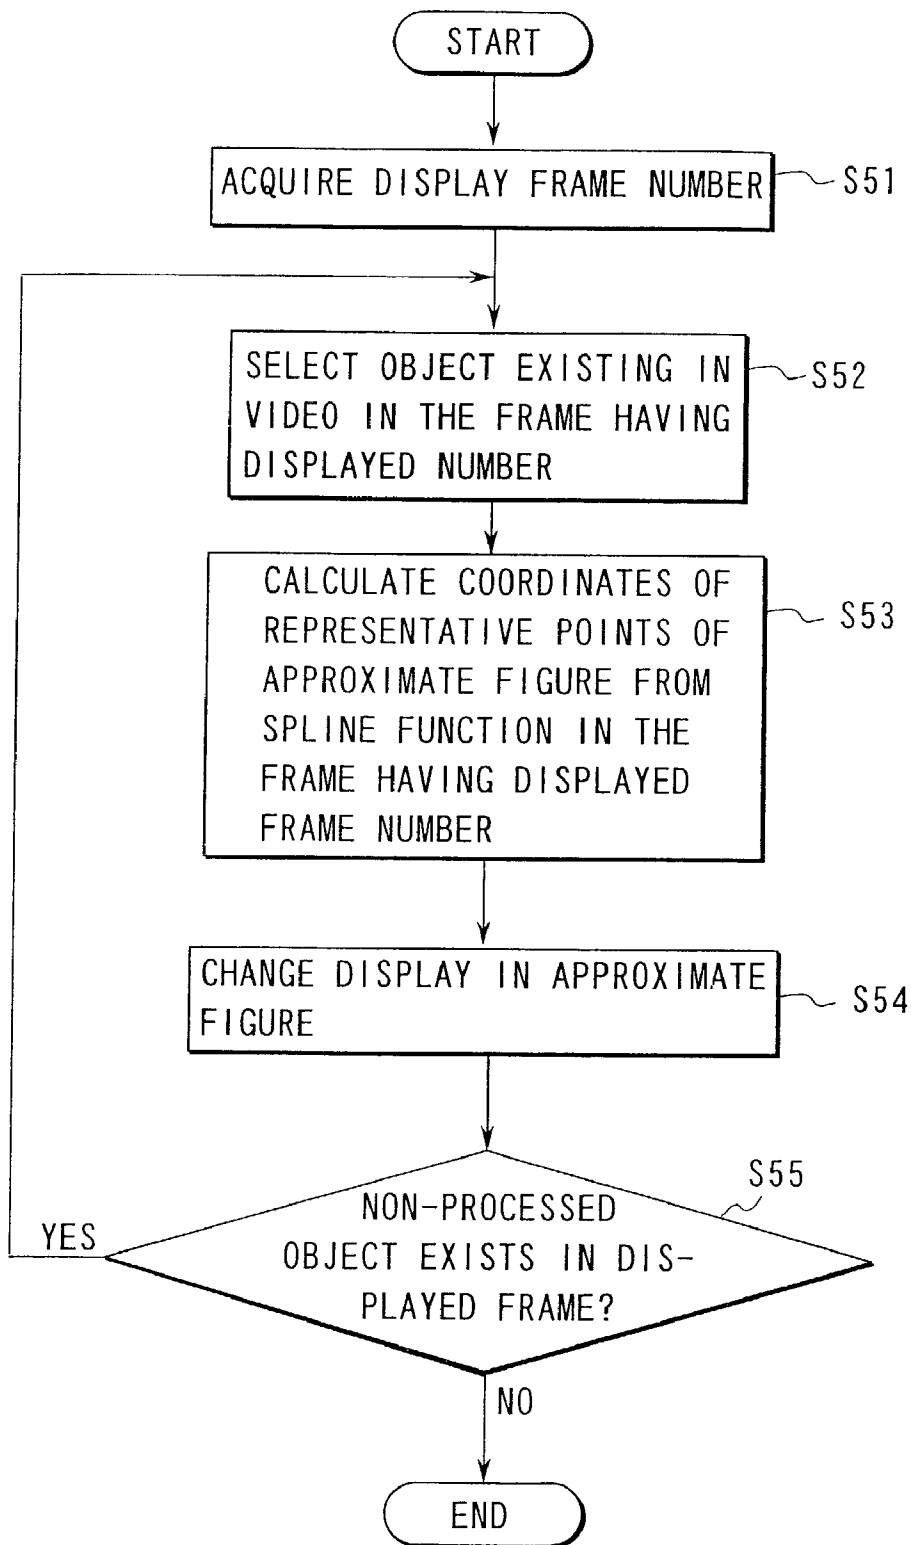 START
ACQUIRE DISPLAY FRAME NUMBER
S51
SELECT OBJECT EXISTING IN
VIDEO IN THE FRAME HAVING
DISPLAYED NUMBER
S52
CALCULATE COORDINATES OF
REPRESENTATIVE POINTS OF
APPROXIMATE FIGURE FROM
SPLINE FUNCTION IN THE
FRAME HAVING DISPLAYED
FRAME NUMBER
S53
CHANGE DISPLAY IN APPROXIMATE
FIGURE
S54
S55
NON-PROCESSED
OBJECT EXISTS IN DIS-
PLAYED FRAME?
YES
NO
END